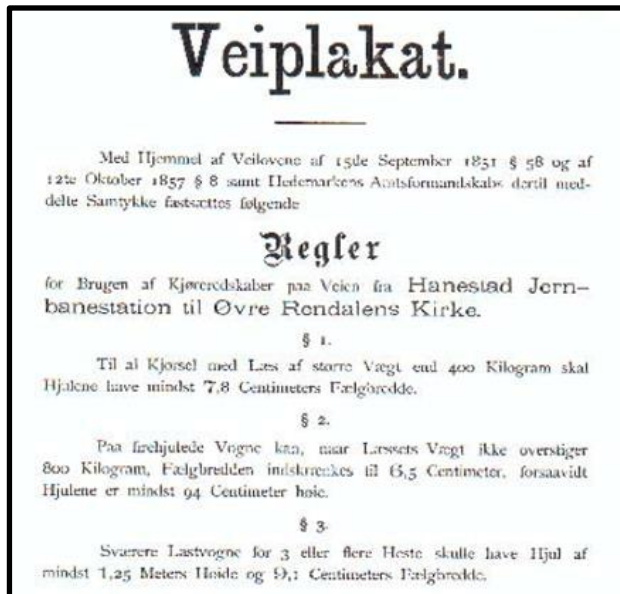 Veiplakat.
Med Hjemmel af Veilovene af 15de September 1851 § 58 og af
12te Oktober 1857 § 8 samt Hedemarkens Amtsformandskabs dertil med-
delte Samtykke fastsættes følgende
Regler
for Brugen af Kjøreredskaber paa Veien fra Hanestad Jern-
banestation til Øvre Rendalens Kirke.
§ 1.
Til al Kjørsel med Læs af større Vægt end 400 Kilogram skal
Hjulene have mindst 7,8 Centimeters Fælgbredde.
§ 2.
Paa firehjulede Vogne kan, naar Læssets Vægt ikke overstiger
800 Kilogram, Fælgbredden indskrænkes til 6,5 Centimeter, forsaavidt
Hjulene er mindst 94 Centimeter høie.
§ 3.
Sværere Lastvogne for 3 eller flere Heste skulle have Hjul af
mindst 1,25 Meters Høide og 9,1 Centimeters Fælgbredde.